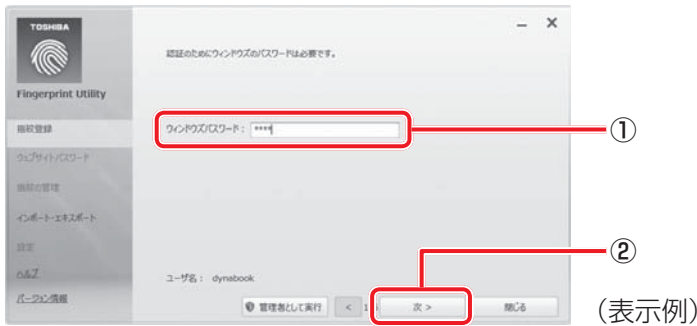 TOSHIBA
Fingerprint Utility
指紋登録
ウェブサイトパスワード
指紋の管理
インポート・エキスポート
設定
ヘルプ
バージョン情報
認証のためにウィンドウズのパスワードは必要です。
ウィンドウズパスワード： ****
①
ユーザ名： dynabook
管理者として実行 < 1 次 > 閉じる
②
（表示例）